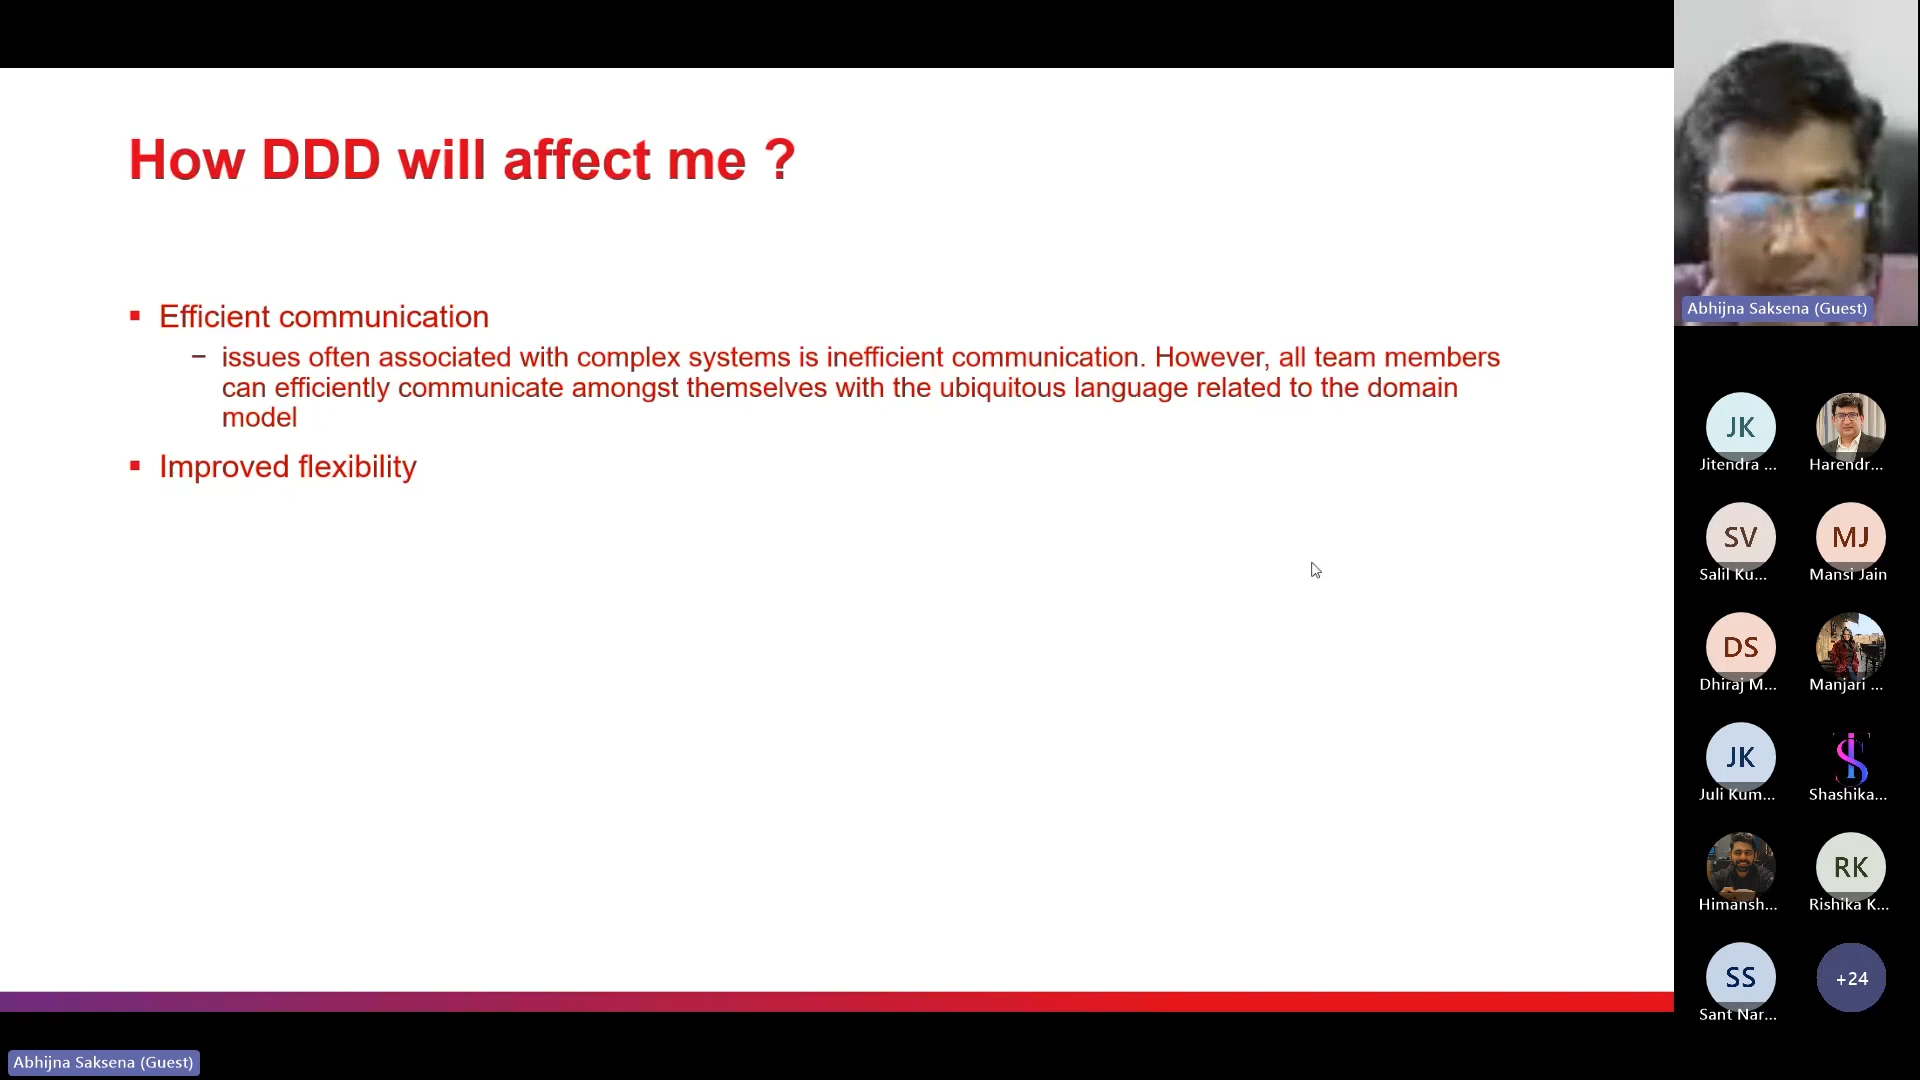 How DDD will affect me ?
▪ Efficient communication
– issues often associated with complex systems is inefficient communication. However, all team members
can efficiently communicate amongst themselves with the ubiquitous language related to the domain
model
▪ Improved flexibility
Abhijna Saksena (Guest)
JK
Jitendra ...
Harendr...
SV
Salil Ku...
MJ
Mansi Jain
DS
Dhiraj M...
Manjari ...
JK
Juli Kum...
Shashika...
Himansh...
RK
Rishika K...
SS
Sant Nar...
+24
Abhijna Saksena (Guest)